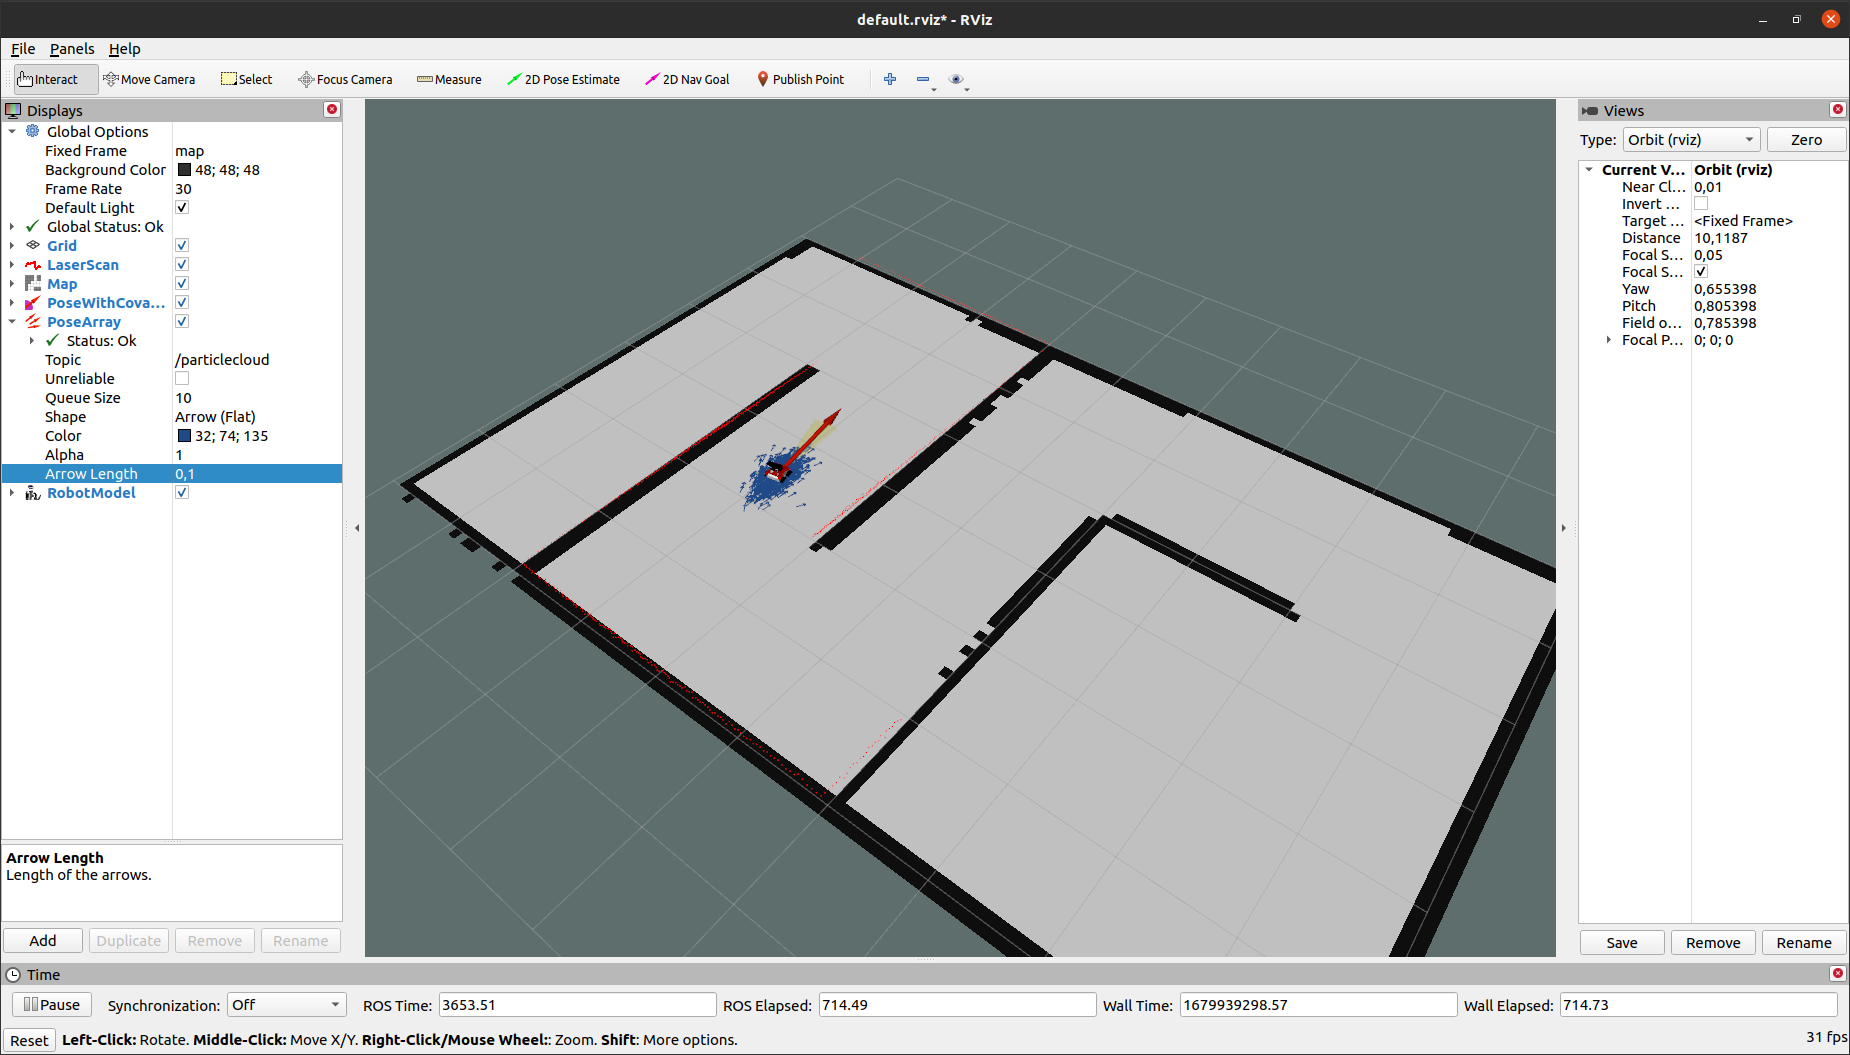 default.rviz* - RViz
File Panels Help
Interact Move Camera Select Focus Camera Measure 2D Pose Estimate 2D Nav Goal Publish Point
Displays
Global Options
Fixed Frame map
Background Color 48; 48; 48
Frame Rate 30
Default Light
Global Status: Ok
Grid
LaserScan
Map
PoseWithCova...
PoseArray
Status: Ok
Topic /particlecloud
Unreliable
Queue Size 10
Shape Arrow (Flat)
Color 32; 74; 135
Alpha 1
Arrow Length 0,1
RobotModel
Arrow Length
Length of the arrows.
Add Duplicate Remove Rename
Views
Type: Orbit (rviz) Zero
Current V... Orbit (rviz)
Near Cl... 0,01
Invert ...
Target ... <Fixed Frame>
Distance 10,1187
Focal S... 0,05
Focal S...
Yaw 0,655398
Pitch 0,805398
Field o... 0,785398
Focal P... 0; 0; 0
Save Remove Rename
Time
Pause Synchronization: Off ROS Time: 3653.51 ROS Elapsed: 714.49 Wall Time: 1679939298.57 Wall Elapsed: 714.73
Reset Left-Click: Rotate. Middle-Click: Move X/Y. Right-Click/Mouse Wheel:: Zoom. Shift: More options. 31 fps